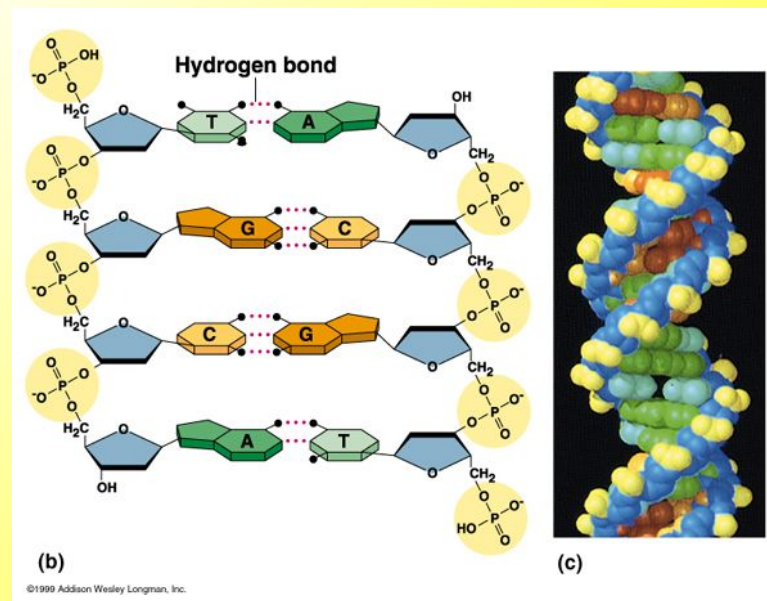 Hydrogen bond
O
OH
P
⁻O
O
H₂C
O
T
A
OH
O
CH₂
O
O
P
⁻O
O
H₂C
O
G
C
O
P
O⁻
O
O
CH₂
O
O
P
⁻O
O
H₂C
O
C
G
O
P
O⁻
O
O
CH₂
O
O
P
⁻O
O
H₂C
O
A
T
O
P
O⁻
O
O
CH₂
OH
O
HO
P
O⁻
O
(b)
(c)
©1999 Addison Wesley Longman, Inc.